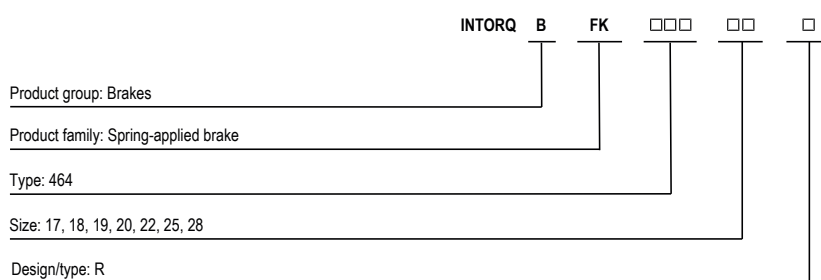 INTORQ B FK □□□ □□ □
Product group: Brakes
Product family: Spring-applied brake
Type: 464
Size: 17, 18, 19, 20, 22, 25, 28
Design/type: R